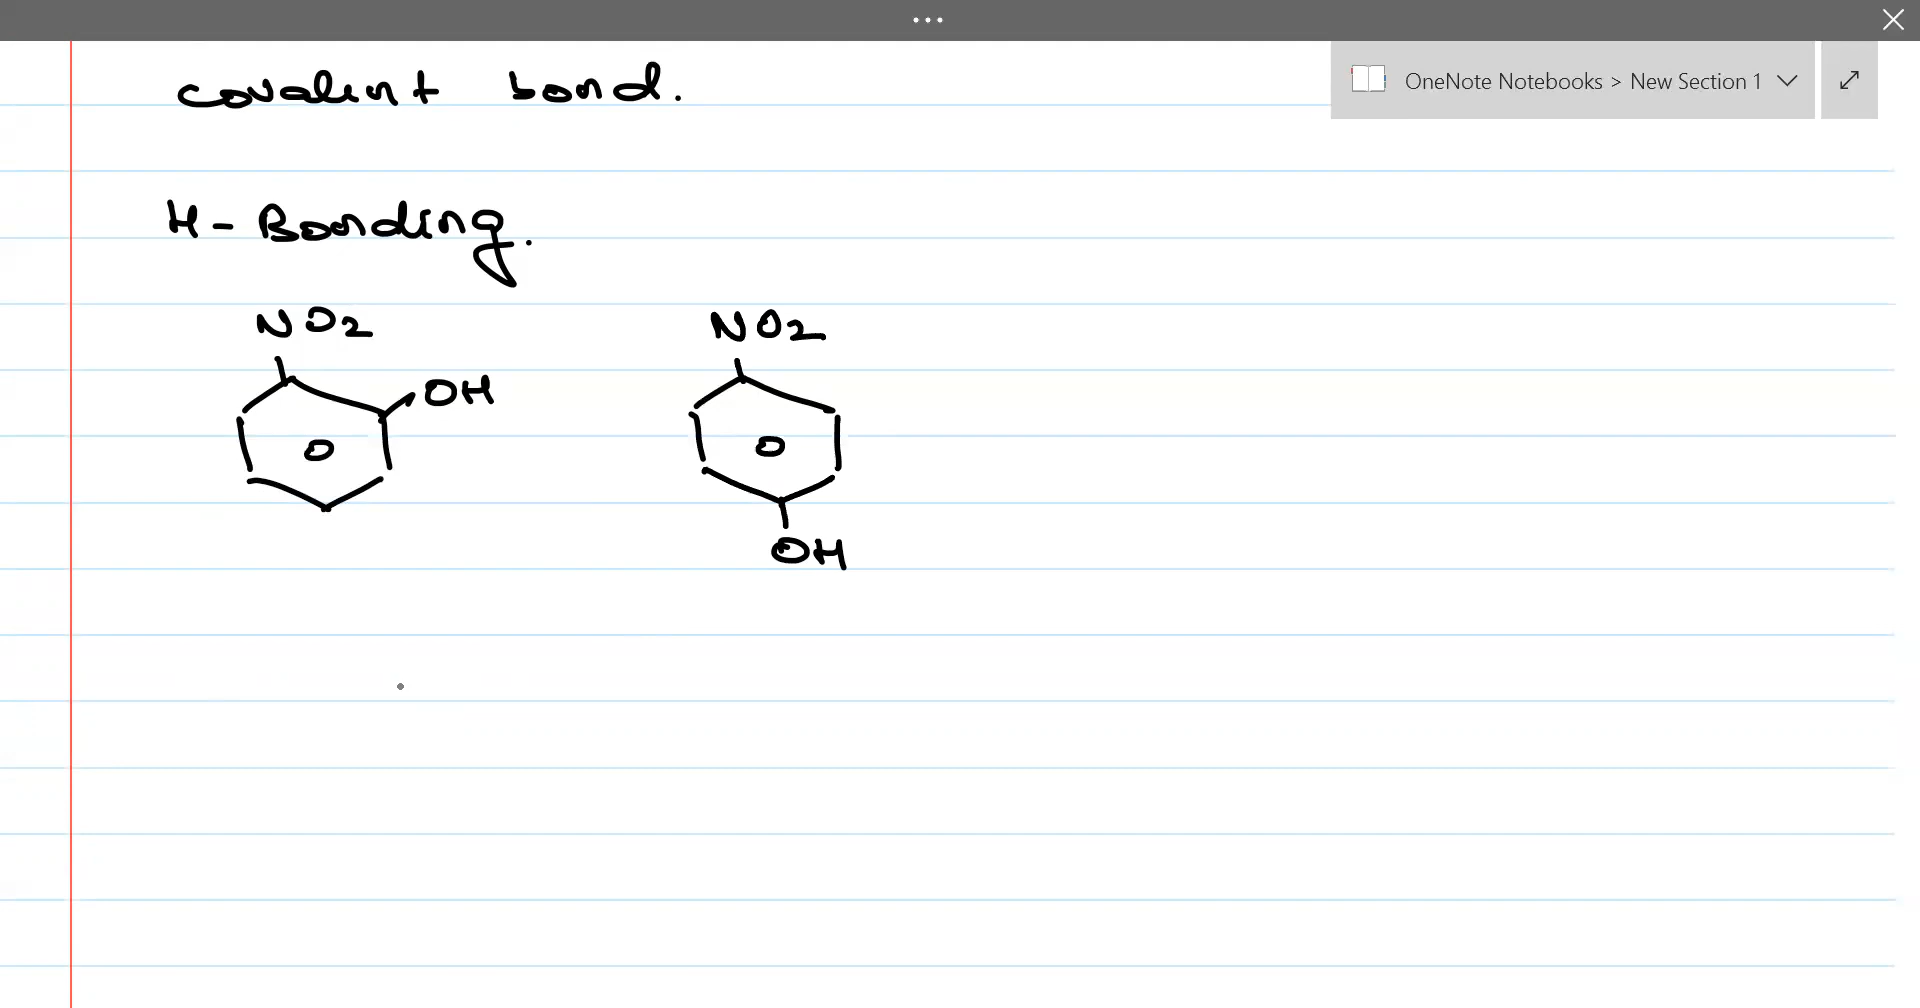 ...
OneNote Notebooks > New Section 1
covalent bond.
H-Bonding.
NO2 NO2
OH
OH